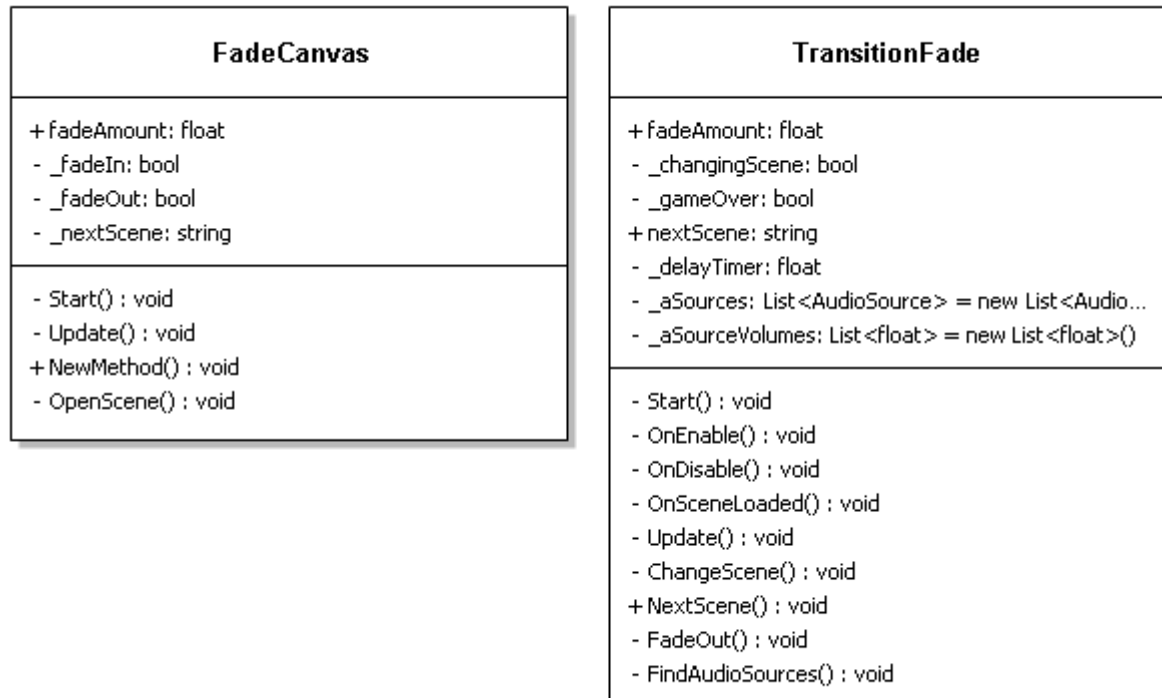 FadeCanvas
+ fadeAmount: float
- _fadeIn: bool
- _fadeOut: bool
- _nextScene: string
- Start() : void
- Update() : void
+ NewMethod() : void
- OpenScene() : void
TransitionFade
+ fadeAmount: float
- _changingScene: bool
- _gameOver: bool
+ nextScene: string
- _delayTimer: float
- _aSources: List<AudioSource> = new List<Audio...
- _aSourceVolumes: List<float> = new List<float>()
- Start() : void
- OnEnable() : void
- OnDisable() : void
- OnSceneLoaded() : void
- Update() : void
- ChangeScene() : void
+ NextScene() : void
- FadeOut() : void
- FindAudioSources() : void